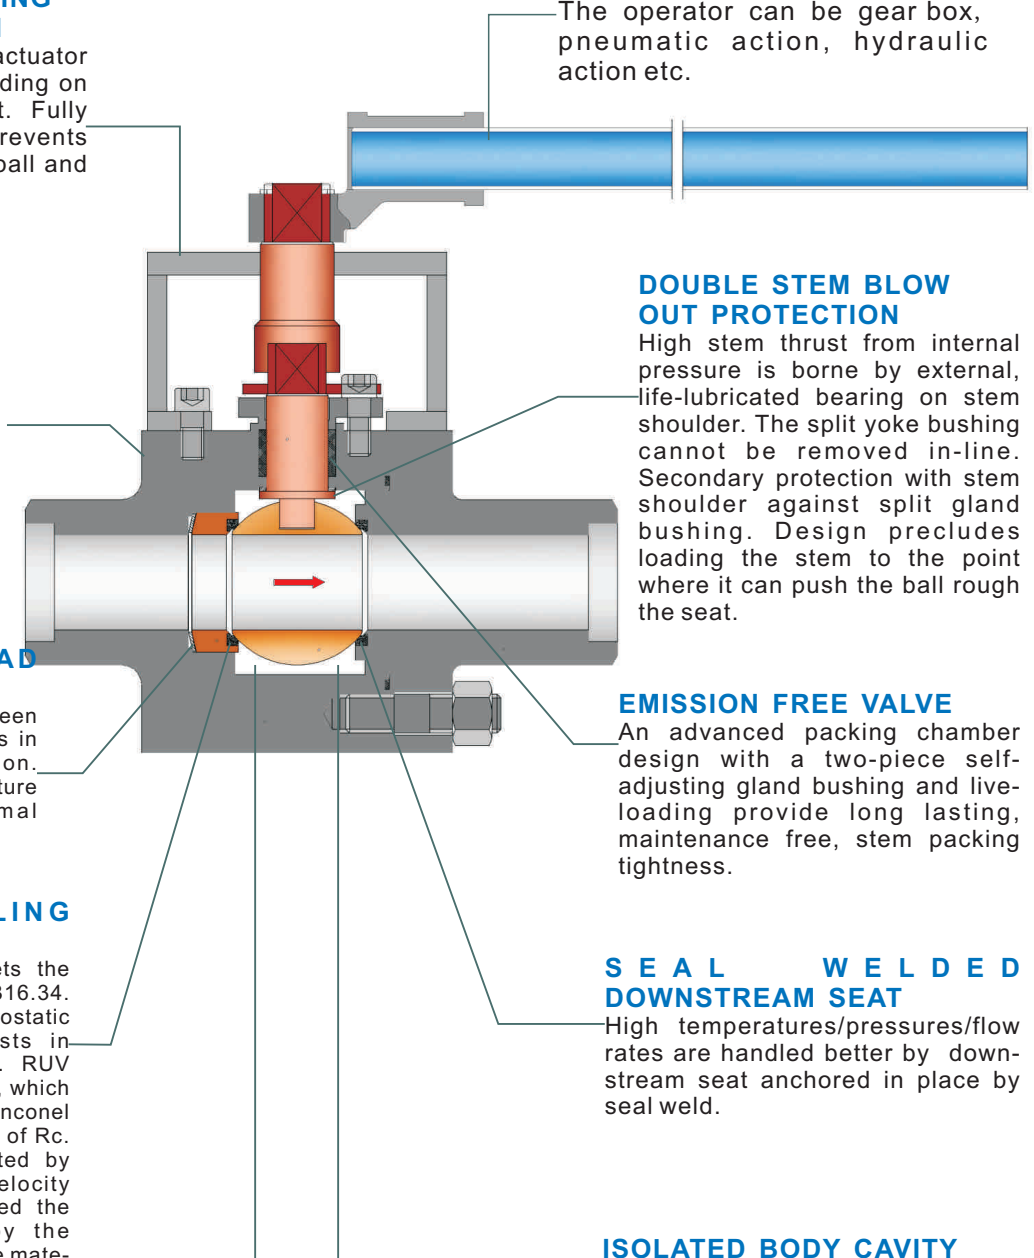 ING
actuator
ding on
t. Fully
revents
ball and
AD
een
s in
on.
ture
mal
LING
ets the
316.34.
ostatic
sts in
. RUV
, which
nconel
of Rc.
ted by
elocity
ed the
by the
e mate-
The operator can be gear box,
pneumatic action, hydraulic
action etc.
DOUBLE STEM BLOW
OUT PROTECTION
High stem thrust from internal
pressure is borne by external,
life-lubricated bearing on stem
shoulder. The split yoke bushing
cannot be removed in-line.
Secondary protection with stem
shoulder against split gland
bushing. Design precludes
loading the stem to the point
where it can push the ball rough
the seat.
EMISSION FREE VALVE
An advanced packing chamber
design with a two-piece self-
adjusting gland bushing and live-
loading provide long lasting,
maintenance free, stem packing
tightness.
SEAL WELDED
DOWNSTREAM SEAT
High temperatures/pressures/flow
rates are handled better by down-
stream seat anchored in place by
seal weld.
ISOLATED BODY CAVITY